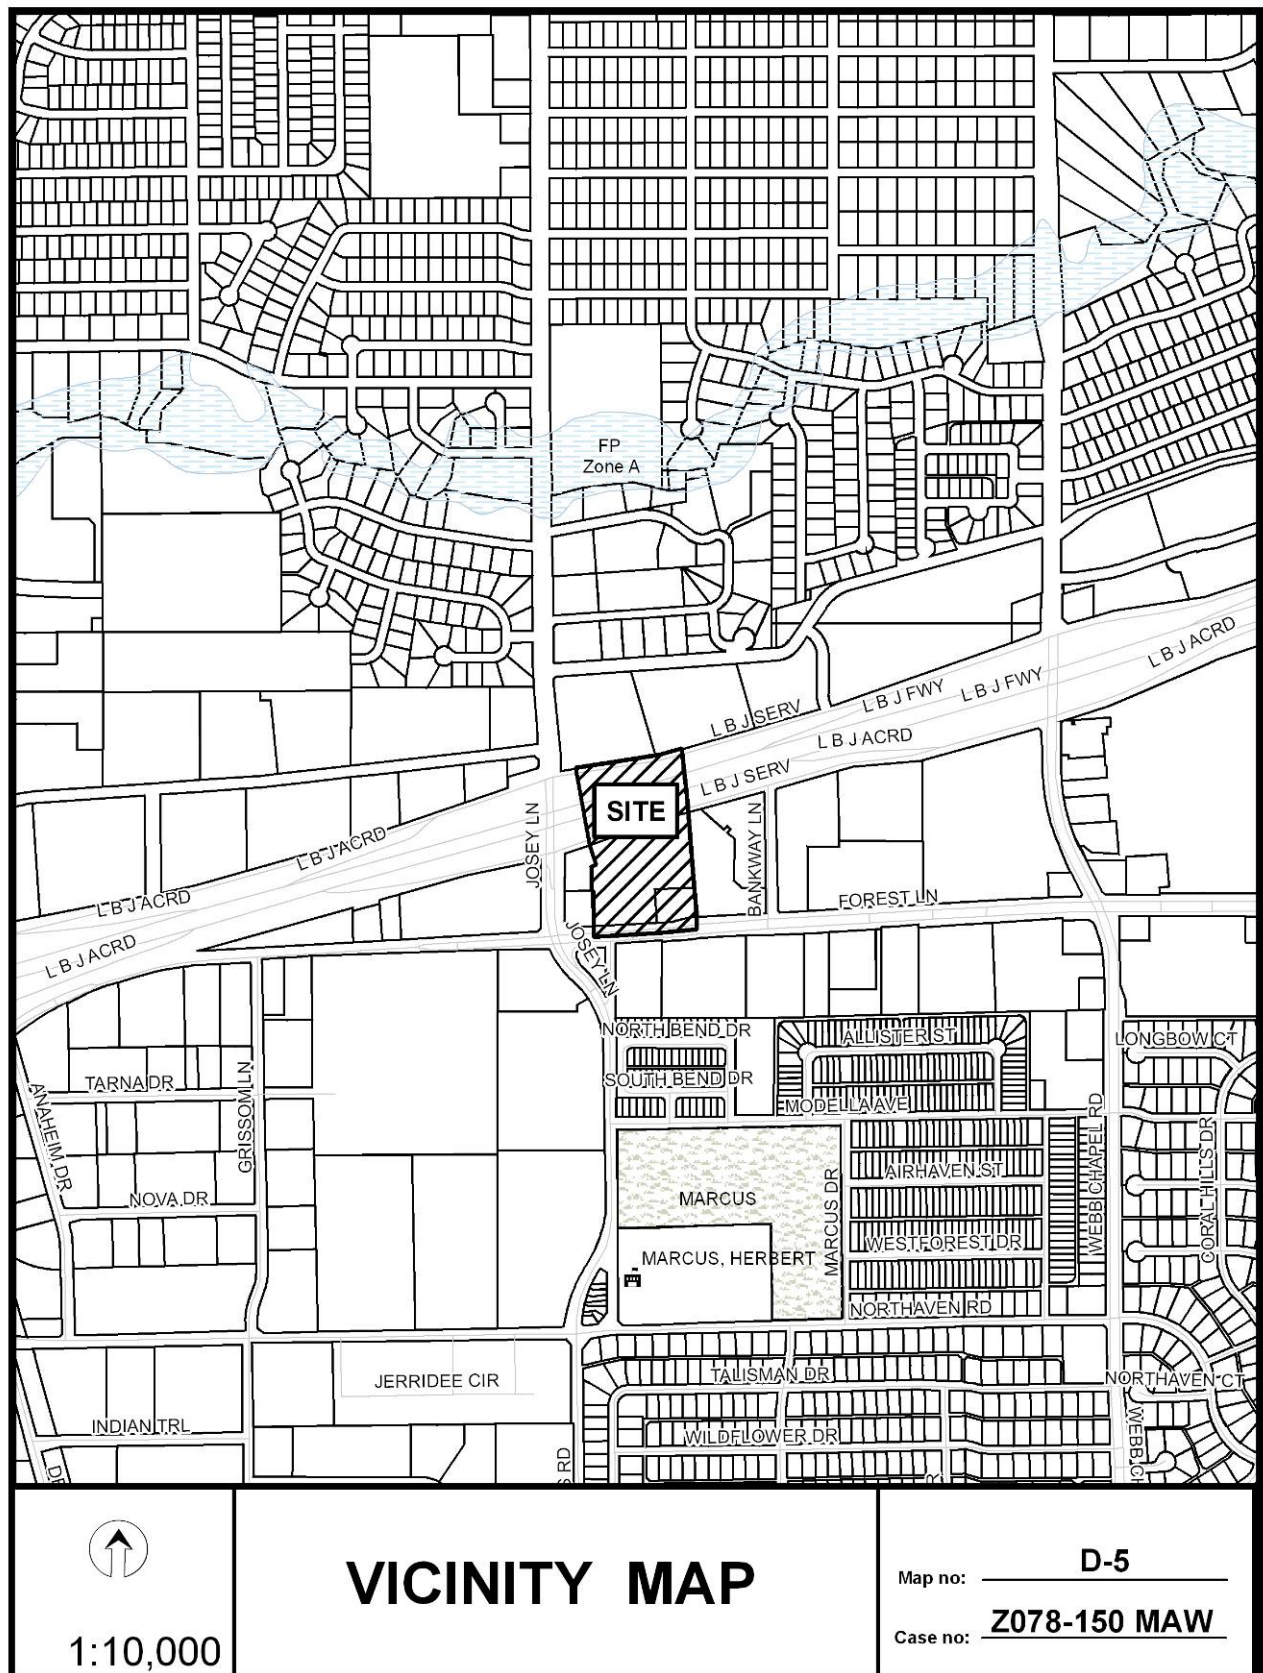 FP
Zone A
L B J ACRD
L B J FWY
L B J FWY
L B J SERV
L B J ACRD
L B J SERV
SITE
JOSEY LN
BANKWAY LN
L B J ACRD
L B J ACRD
FOREST LN
L B J ACRD
JOSEY LN
NORTH BEND DR
ALLISTER ST
LONGBOW CT
TARNA DR
SOUTH BEND DR
MODELLA AVE
ANAHEIM DR
GRISSOM LN
WEBB CHAPEL RD
CORAL HILLS DR
AIRHAVEN ST
NOVA DR
MARCUS
MARCUS DR
WESTFOREST DR
MARCUS, HERBERT
NORTHAVEN RD
JERRIDEE CIR
TALISMAN DR
NORTHAVEN CT
INDIAN TRL
WILDFLOWER DR
WEBB CH
DR
S RD
R
1:10,000
VICINITY MAP
Map no: D-5
Case no: Z078-150 MAW